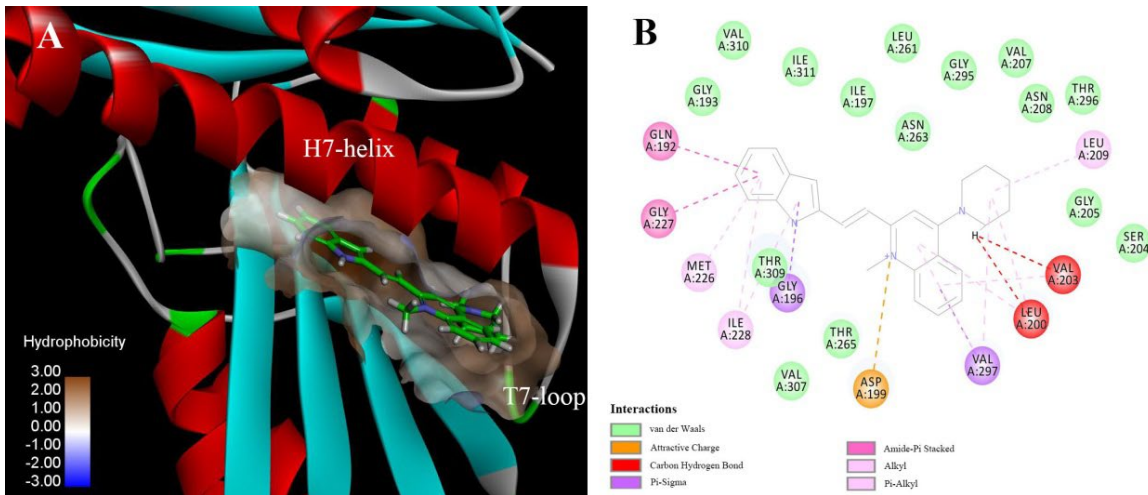 A
H7-helix
T7-loop
Hydrophobicity
3.00
2.00
1.00
0.00
-1.00
-2.00
-3.00
B
VAL
A:310
ILE
A:311
LEU
A:261
GLY
A:295
VAL
A:207
GLY
A:193
ILE
A:197
ASN
A:263
ASN
A:208
THR
A:296
GLN
A:192
LEU
A:209
GLY
A:227
GLY
A:205
SER
A:204
MET
A:226
THR
A:309
GLY
A:196
N
N
N+
H
VAL
A:203
ILE
A:228
LEU
A:200
THR
A:265
VAL
A:297
VAL
A:307
ASP
A:199
Interactions
van der Waals
Attractive Charge
Carbon Hydrogen Bond
Pi-Sigma
Amide-Pi Stacked
Alkyl
Pi-Alkyl